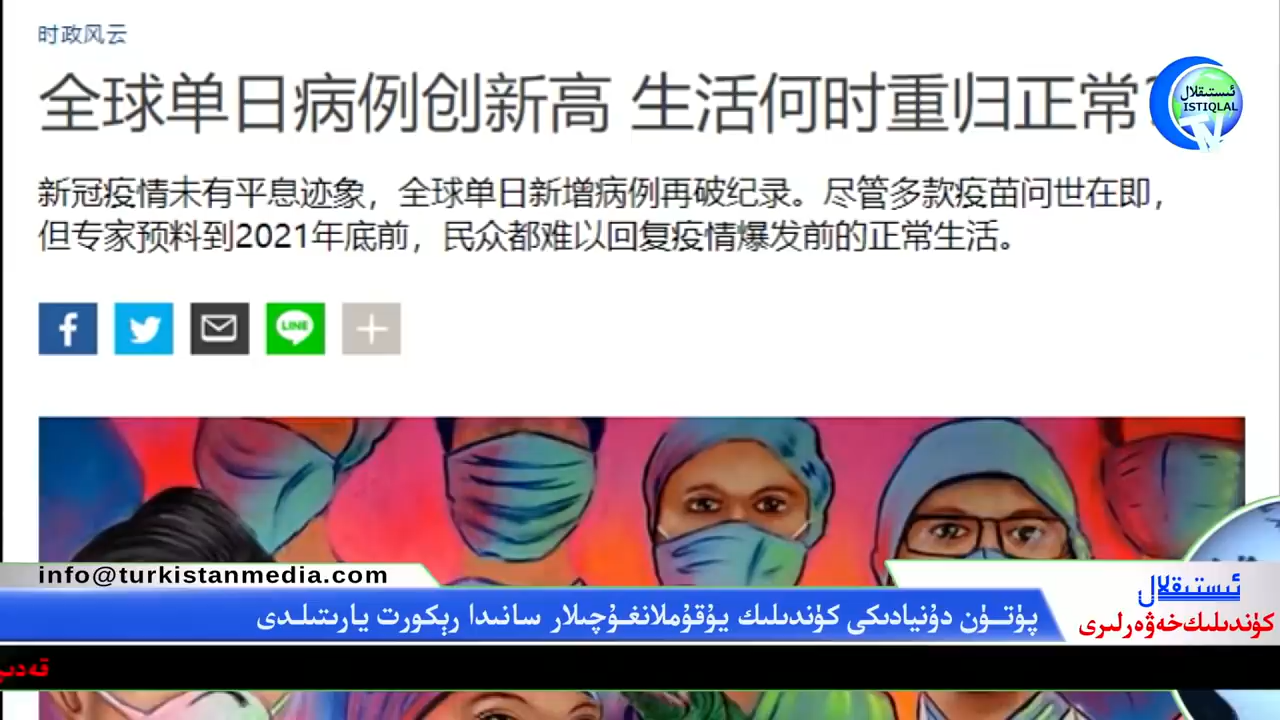 时政风云
全球单日病例创新高 生活何时重归正常?
ئىستىقلال
ISTIQLAL
TV
新冠疫情未有平息迹象，全球单日新增病例再破纪录。尽管多款疫苗问世在即，
但专家预料到2021年底前，民众都难以回复疫情爆发前的正常生活。
LINE
info@turkistanmedia.com
ئىستىقلال
پۈتۈن دۇنيادىكى كۈندىلىك يۇقۇملانغۇچىلار سانىدا رېكورت يارىتىلدى
كۈندىلىك خەۋەرلىرى